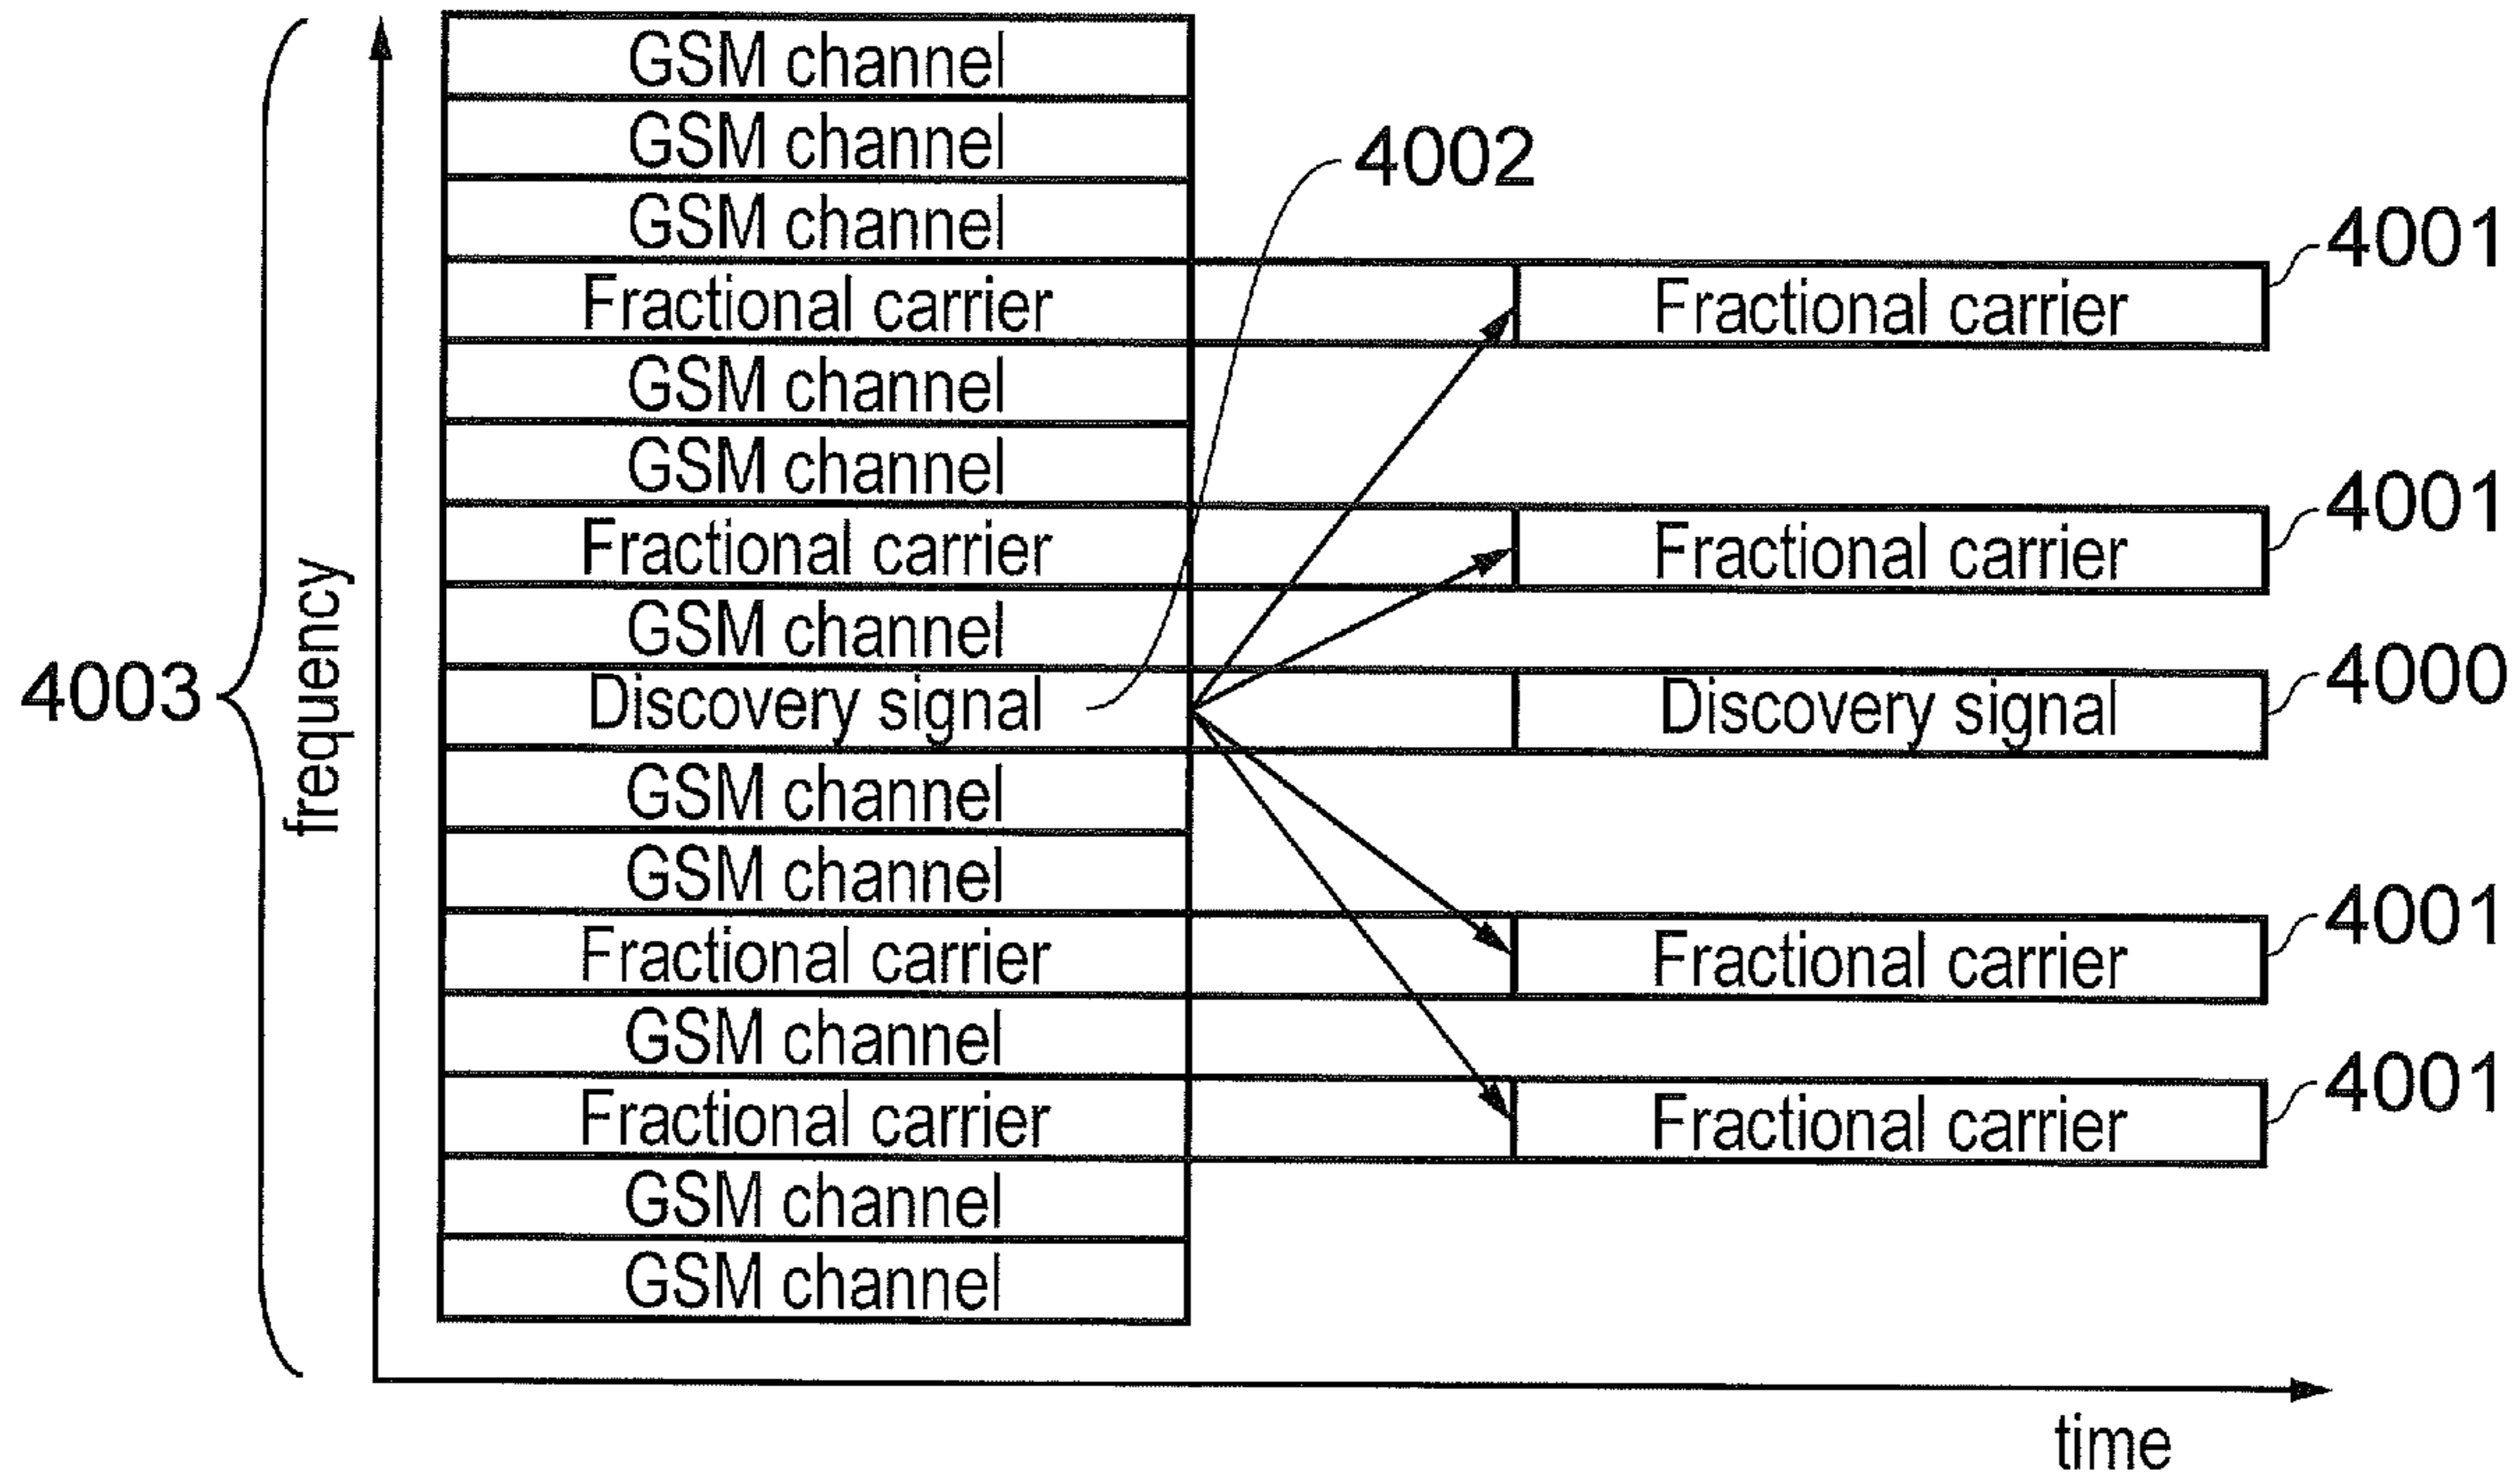 GSM channel
GSM channel
4002
GSM channel
4001
Fractional carrier
Fractional carrier
GSM channel
GSM channel
4001
Fractional carrier
Fractional carrier
frequency
GSM channel
4003
Discovery signal
Discovery signal
4000
GSM channel
GSM channel
4001
Fractional carrier
Fractional carrier
GSM channel
4001
Fractional carrier
Fractional carrier
GSM channel
GSM channel
time